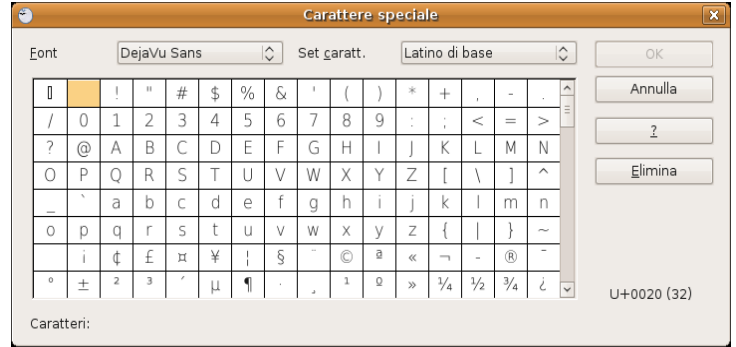 Carattere speciale
Font DejaVu Sans Set caratt. Latino di base OK
! " # $ % & ' ( ) * + , - . Annulla
/ 0 1 2 3 4 5 6 7 8 9 : ; < = > ?
? @ A B C D E F G H I J K L M N
O P Q R S T U V W X Y Z [ \ ] ^ Elimina
_ ` a b c d e f g h i j k l m n
o p q r s t u v w x y z { | } ~
¡ ¢ £ ¤ ¥ ¦ § ¨ © ª « ¬ - ® ¯
° ± ² ³ ´ µ ¶ · ¸ ¹ º » ¼ ½ ¾ ¿ U+0020 (32)
Caratteri: